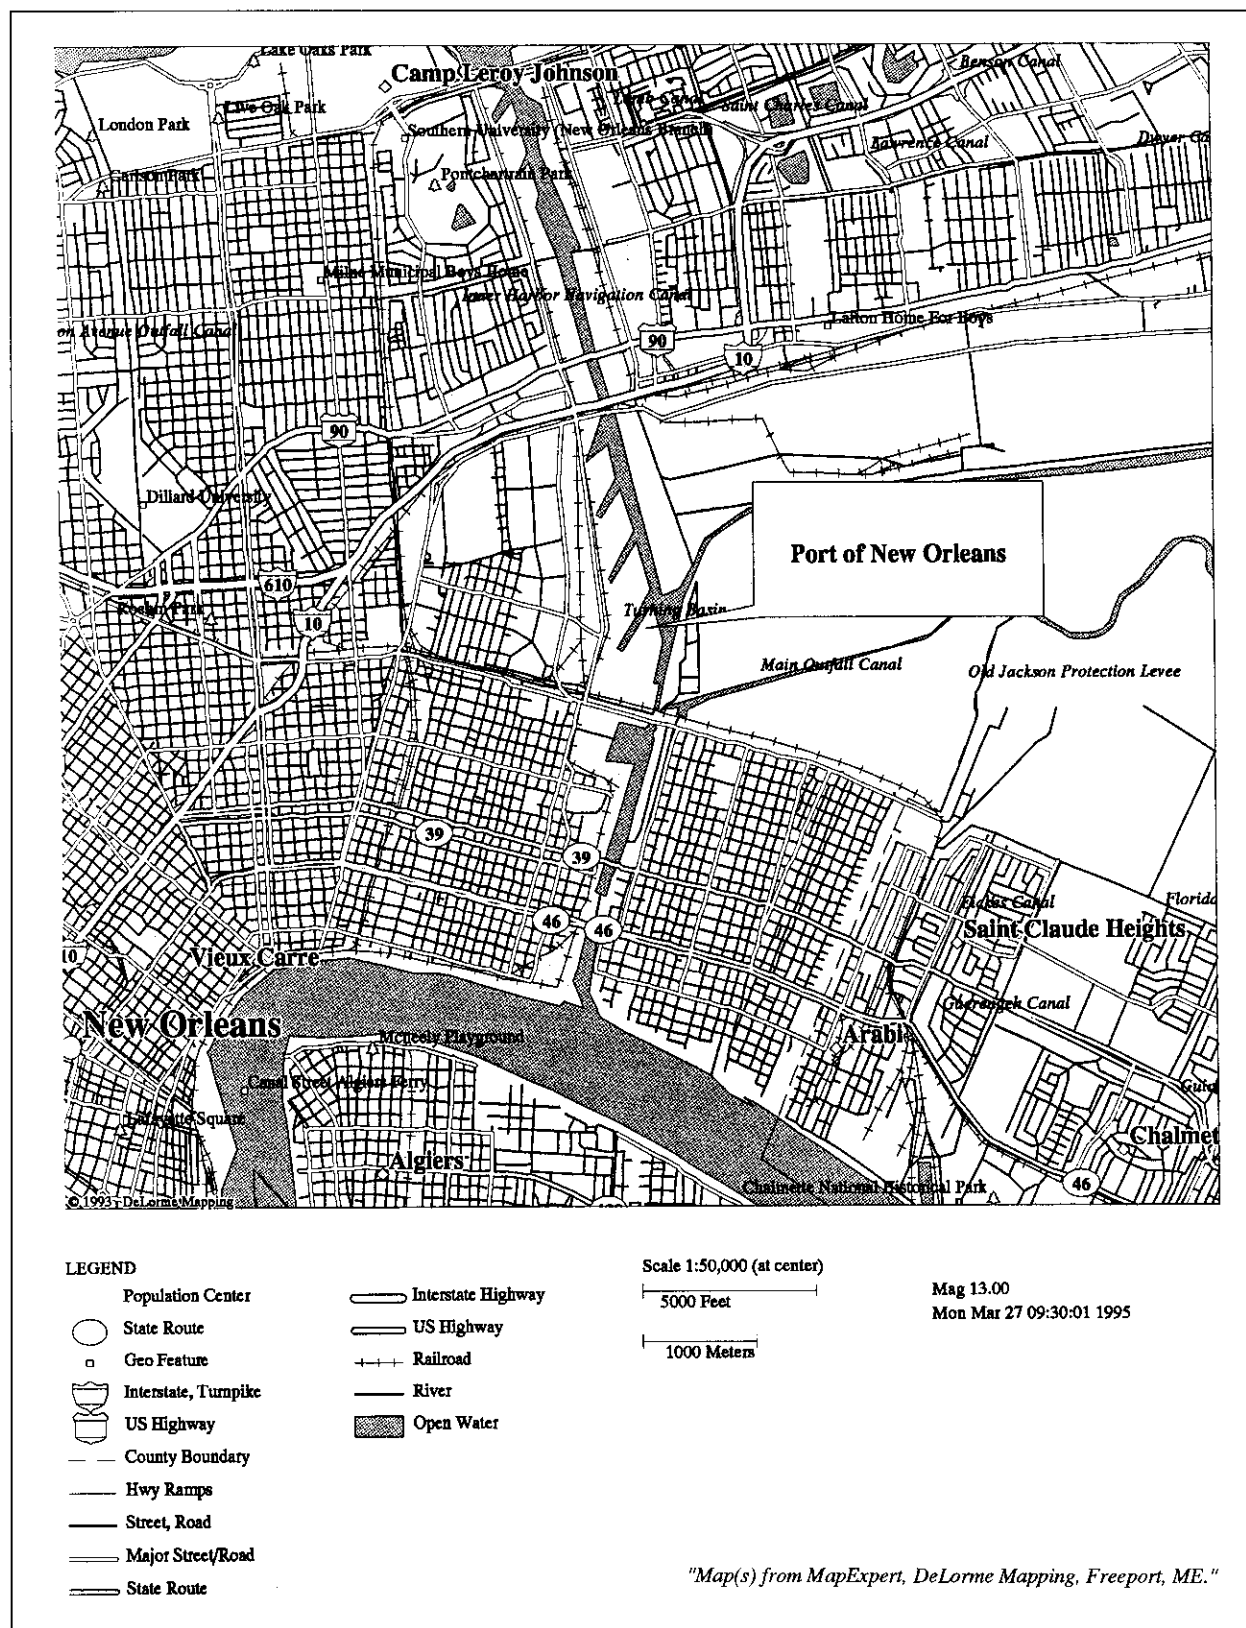 Lake Oaks Park
Camp Leroy Johnson
Benson Canal
Live Oak Park
Saint Charles Canal
London Park
Southern University (New Orleans Branch)
Lawrence Canal
Dwyer Ca
Carlson Park
Pontchartrain Park
Milne Municipal Boys Home
Inner Harbor Navigation Canal
on Avenue Outfall Canal
Lafton Home For Boys
90
10
90
Dillard University
Port of New Orleans
610
Turning Basin
10
Main Outfall Canal
Old Jackson Protection Levee
39
39
Florida
46
46
Saint Claude Heights
10
Vieux Carre
Guerengeh Canal
New Orleans
Mcneely Playground
Arabi
Canal Street Algiers Ferry
Lafayette Square
Chalmet
Algiers
Chalmette National Historical Park
46
© 1993 DeLorme Mapping
LEGEND
Population Center
State Route
Geo Feature
Interstate, Turnpike
US Highway
County Boundary
Hwy Ramps
Street, Road
Major Street/Road
State Route
Interstate Highway
US Highway
Railroad
River
Open Water
Scale 1:50,000 (at center)
5000 Feet
1000 Meters
Mag 13.00
Mon Mar 27 09:30:01 1995
"Map(s) from MapExpert, DeLorme Mapping, Freeport, ME."